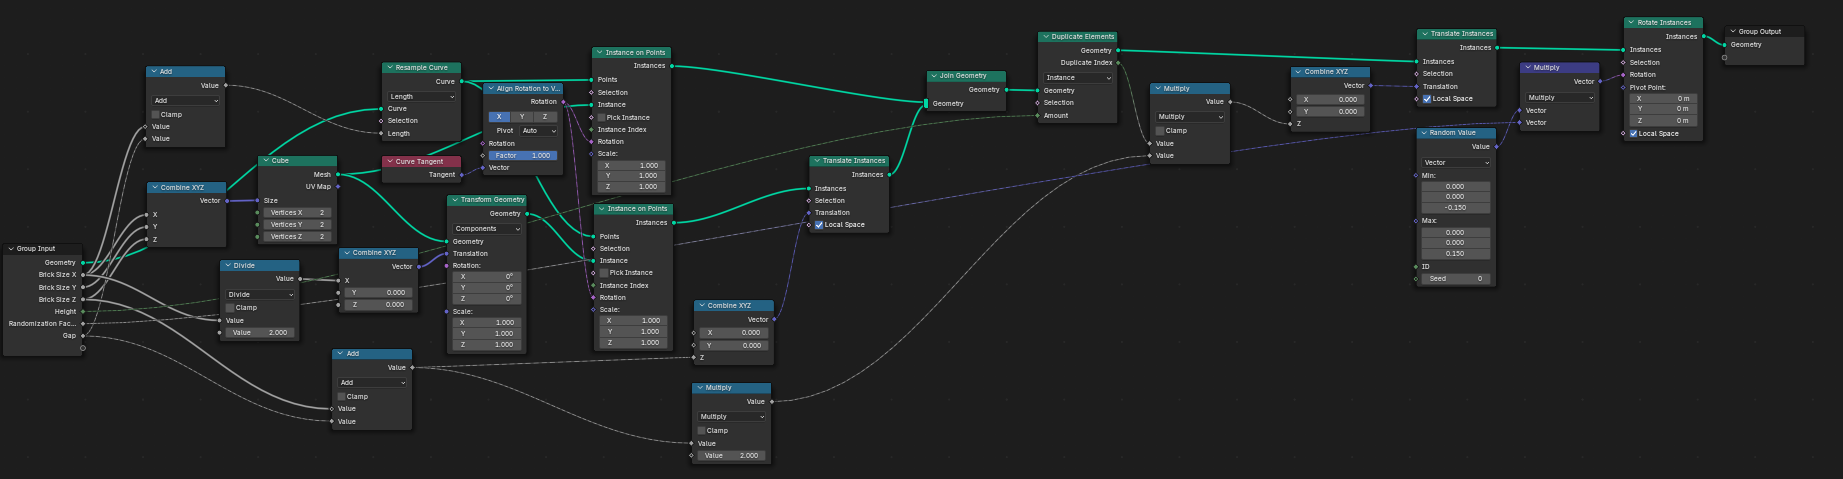 Group Input
Geometry
Brick Size X
Brick Size Y
Brick Size Z
Height
Randomization Fac...
Gap
Add
Value
Add
Clamp
Value
Value
Combine XYZ
Vector
X
Y
Z
Divide
Value
Divide
Clamp
Value
Value 2.000
Cube
Mesh
UV Map
Size
Vertices X 2
Vertices Y 2
Vertices Z 2
Combine XYZ
Vector
X
Y 0.000
Z 0.000
Add
Value
Add
Clamp
Value
Value
Resample Curve
Curve
Length
Curve
Selection
Length
Curve Tangent
Tangent
Align Rotation to V...
Rotation
X Y Z
Pivot Auto
Rotation
Factor 1.000
Vector
Transform Geometry
Geometry
Components
Geometry
Translation
Rotation:
X 0°
Y 0°
Z 0°
Scale:
X 1.000
Y 1.000
Z 1.000
Instance on Points
Instances
Points
Selection
Instance
Pick Instance
Instance Index
Rotation
Scale:
X 1.000
Y 1.000
Z 1.000
Instance on Points
Instances
Points
Selection
Instance
Pick Instance
Instance Index
Rotation
Scale:
X 1.000
Y 1.000
Z 1.000
Combine XYZ
Vector
X 0.000
Y 0.000
Z
Multiply
Value
Multiply
Clamp
Value
Value 2.000
Translate Instances
Instances
Instances
Selection
Translation
Local Space
Join Geometry
Geometry
Geometry
Duplicate Elements
Geometry
Duplicate Index
Instance
Geometry
Selection
Amount
Multiply
Value
Multiply
Clamp
Value
Value
Combine XYZ
Vector
X 0.000
Y 0.000
Z
Translate Instances
Instances
Instances
Selection
Translation
Local Space
Random Value
Value
Vector
Min:
0.000
0.000
-0.150
Max:
0.000
0.000
0.150
ID
Seed 0
Multiply
Vector
Multiply
Vector
Vector
Rotate Instances
Instances
Instances
Selection
Rotation
Pivot Point:
X 0 m
Y 0 m
Z 0 m
Local Space
Group Output
Geometry